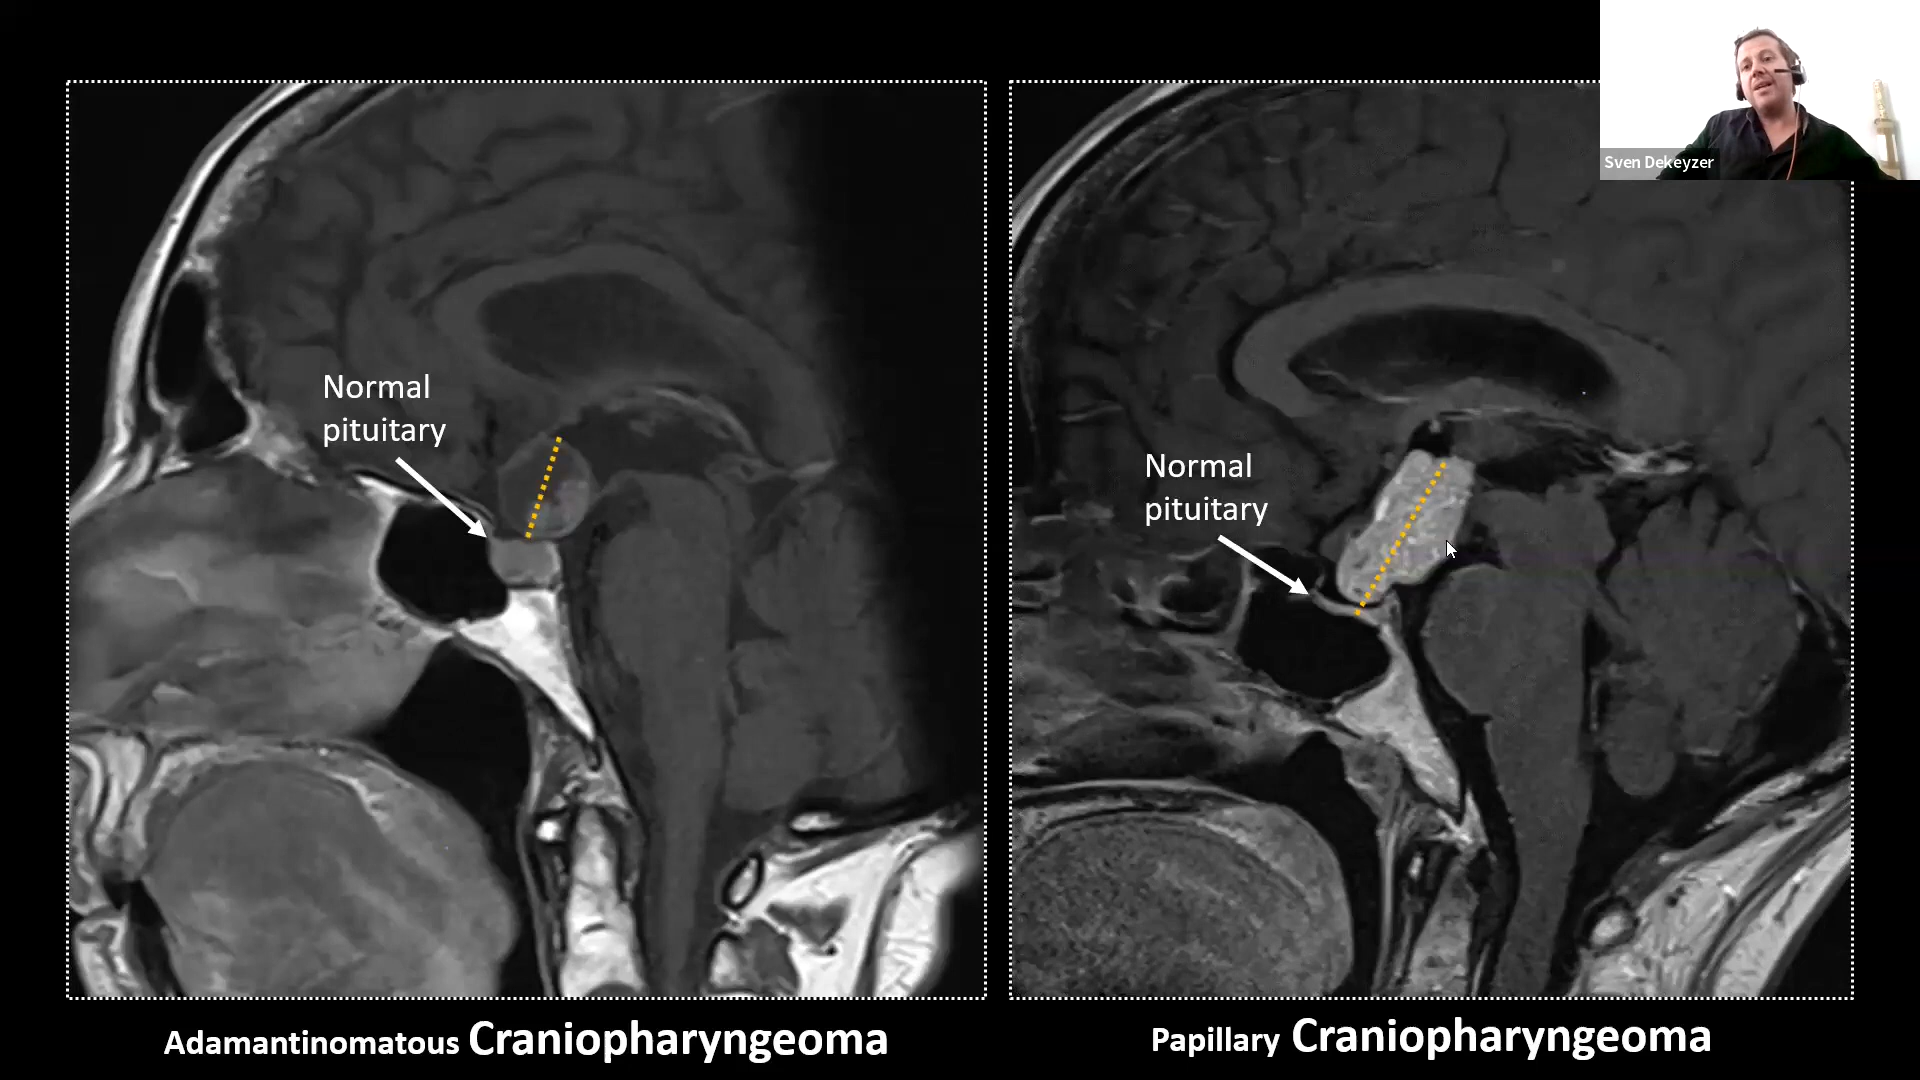 Sven Dekeyzer
Normal
pituitary
Normal
pituitary
Adamantinomatous Craniopharyngeoma
Papillary Craniopharyngeoma